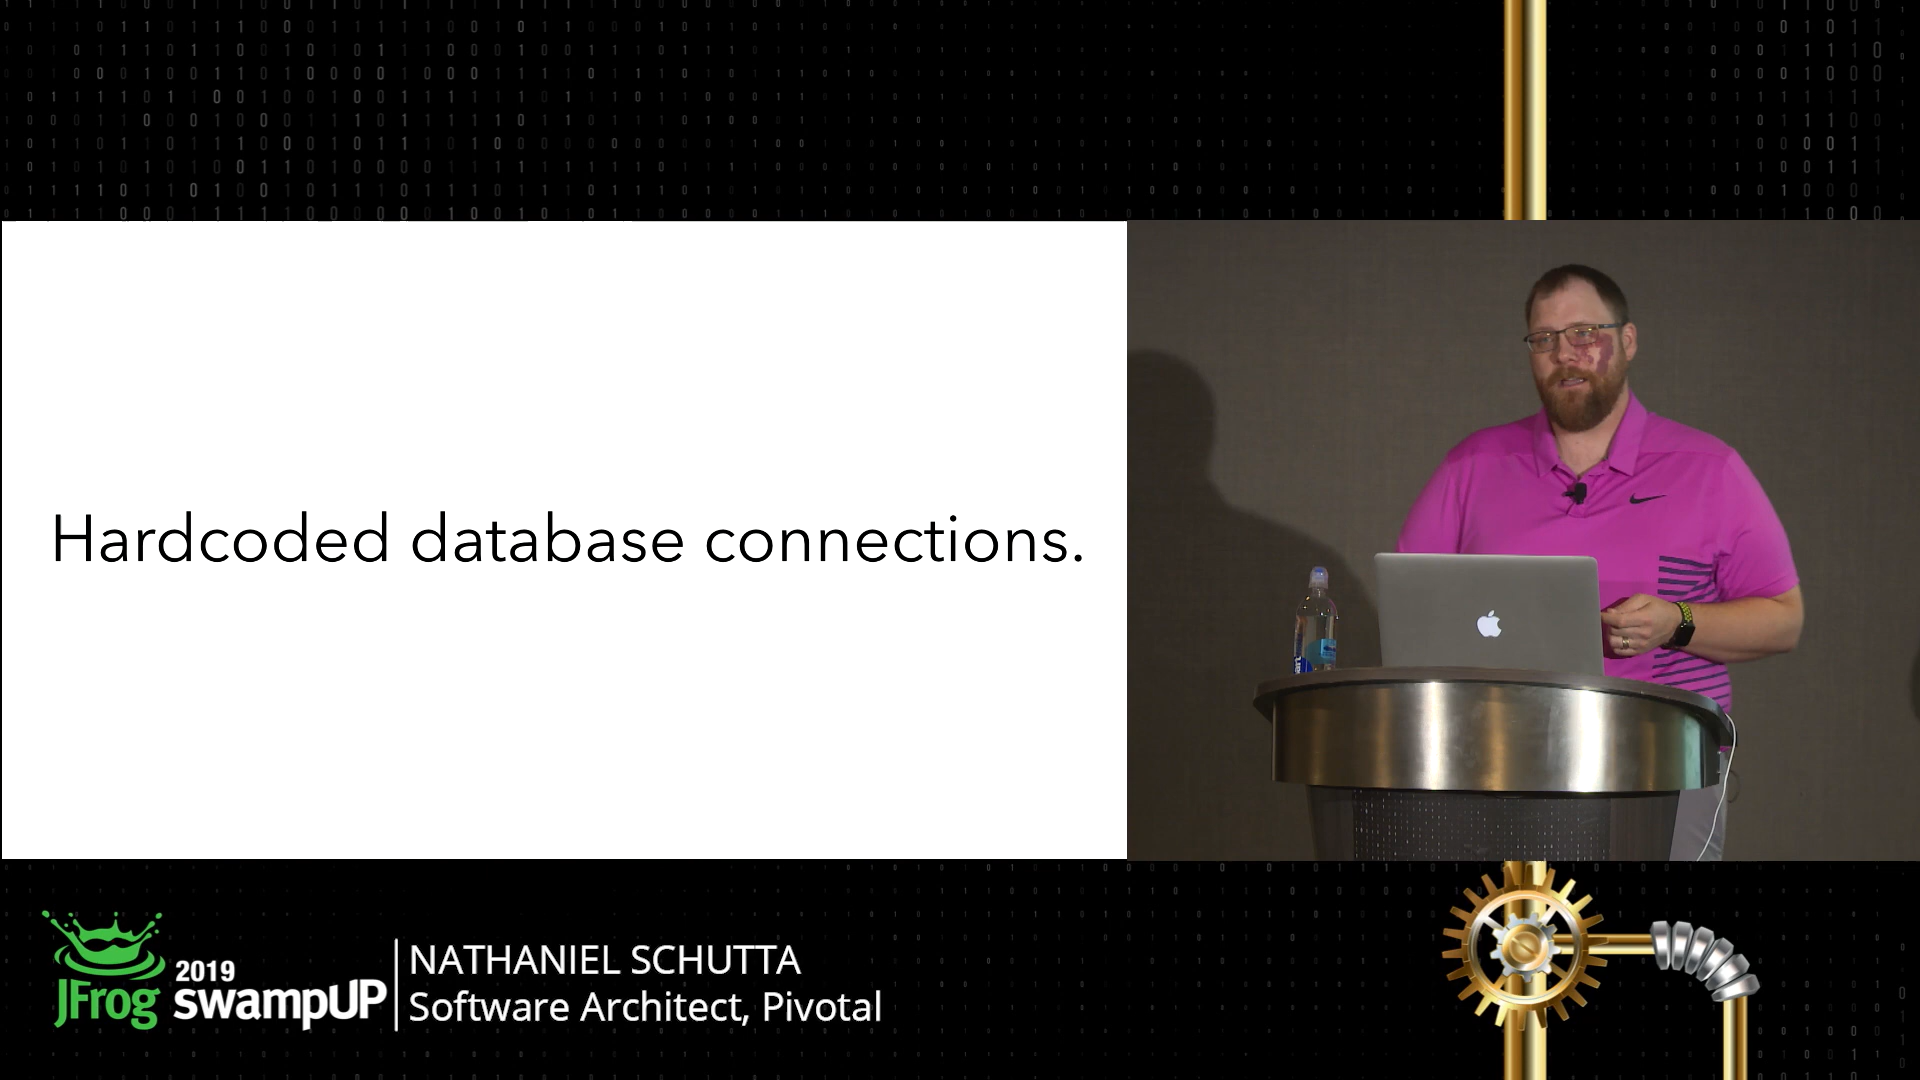 Hardcoded database connections.
JFrog
2019
swampUP
NATHANIEL SCHUTTA
Software Architect, Pivotal